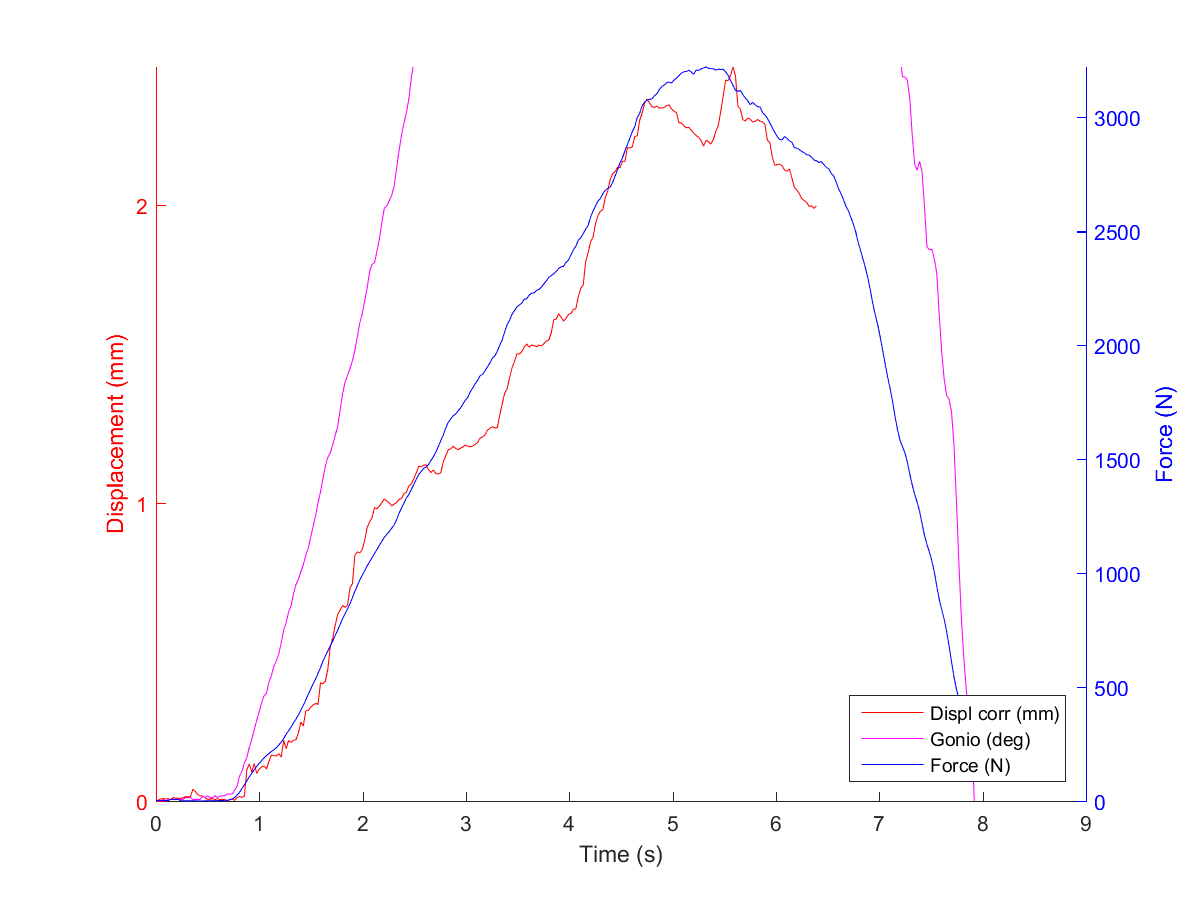 2
1
0
Displacement (mm)
3000
2500
2000
1500
1000
500
0
Force (N)
Displ corr (mm)
Gonio (deg)
Force (N)
0 1 2 3 4 5 6 7 8 9
Time (s)